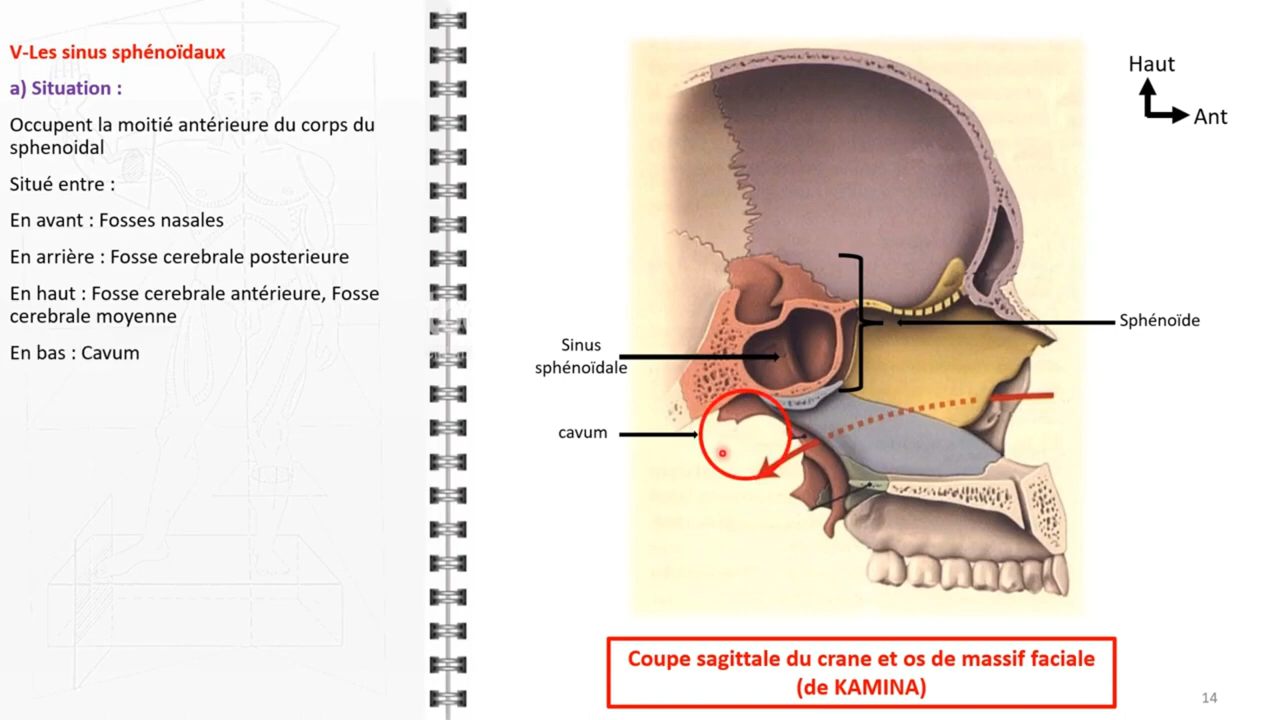 V-Les sinus sphénoïdaux
a) Situation :
Occupent la moitié antérieure du corps du
sphenoidal
Situé entre :
En avant : Fosses nasales
En arrière : Fosse cerebrale posterieure
En haut : Fosse cerebrale antérieure, Fosse
cerebrale moyenne
En bas : Cavum
Haut
Ant
Sphénoïde
Sinus
sphénoïdale
cavum
Coupe sagittale du crane et os de massif faciale
(de KAMINA)
14